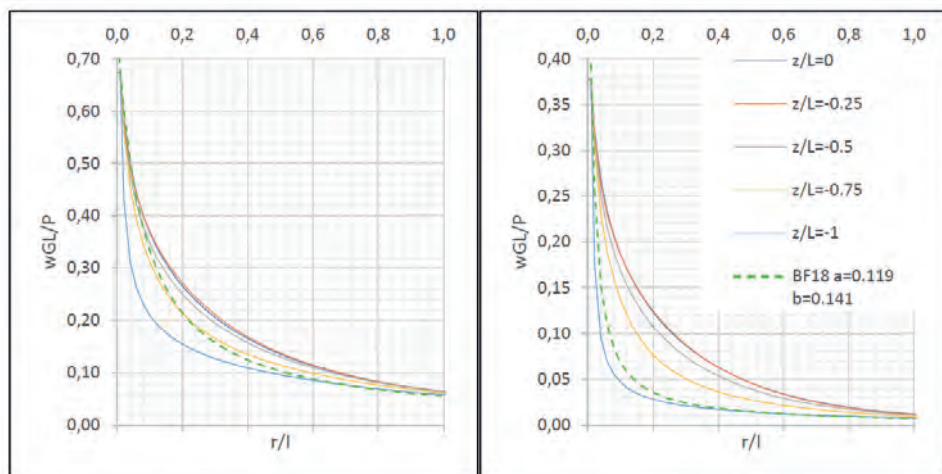 0,0 0,2 0,4 0,6 0,8 1,0
0,70
0,60
0,50
0,40
0,30
0,20
0,10
0,00
wGL/P
r/l
0,0 0,2 0,4 0,6 0,8 1,0
0,40
0,35
0,30
0,25
0,20
0,15
0,10
0,05
0,00
wGL/P
r/l
z/L=0
z/L=-0.25
z/L=-0.5
z/L=-0.75
z/L=-1
BF18 a=0.119
b=0.141